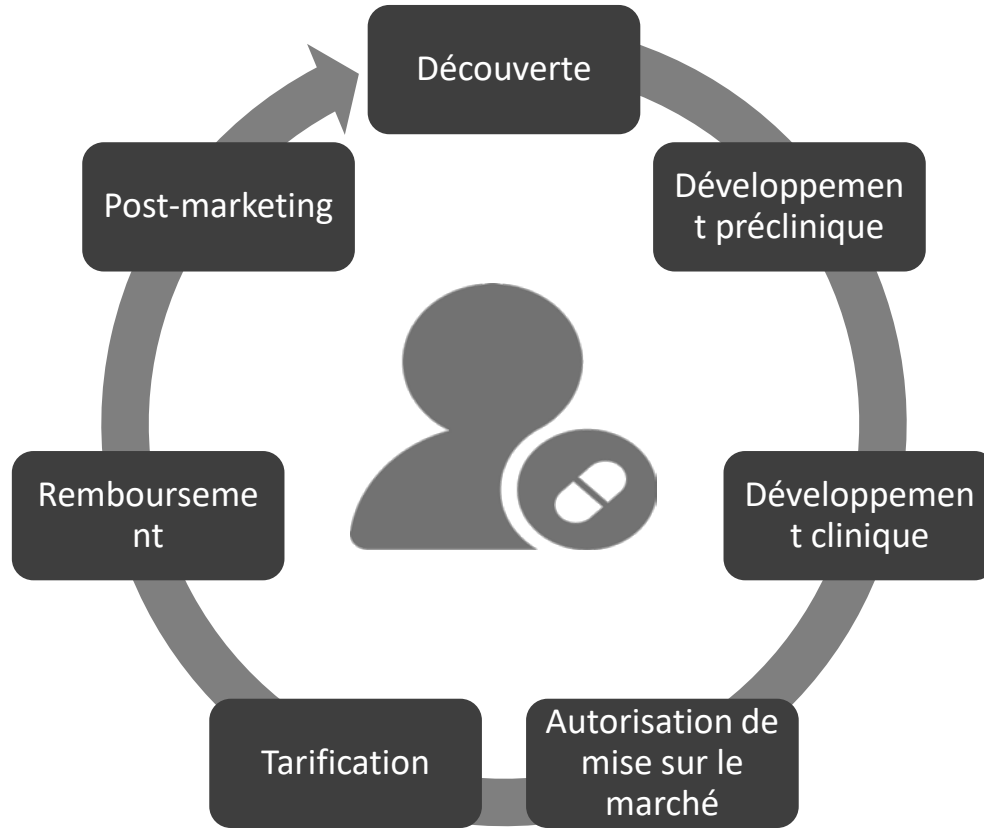 Découverte
Développemen
t préclinique
Développemen
t clinique
Autorisation de
mise sur le
marché
Tarification
Rembourseme
nt
Post-marketing